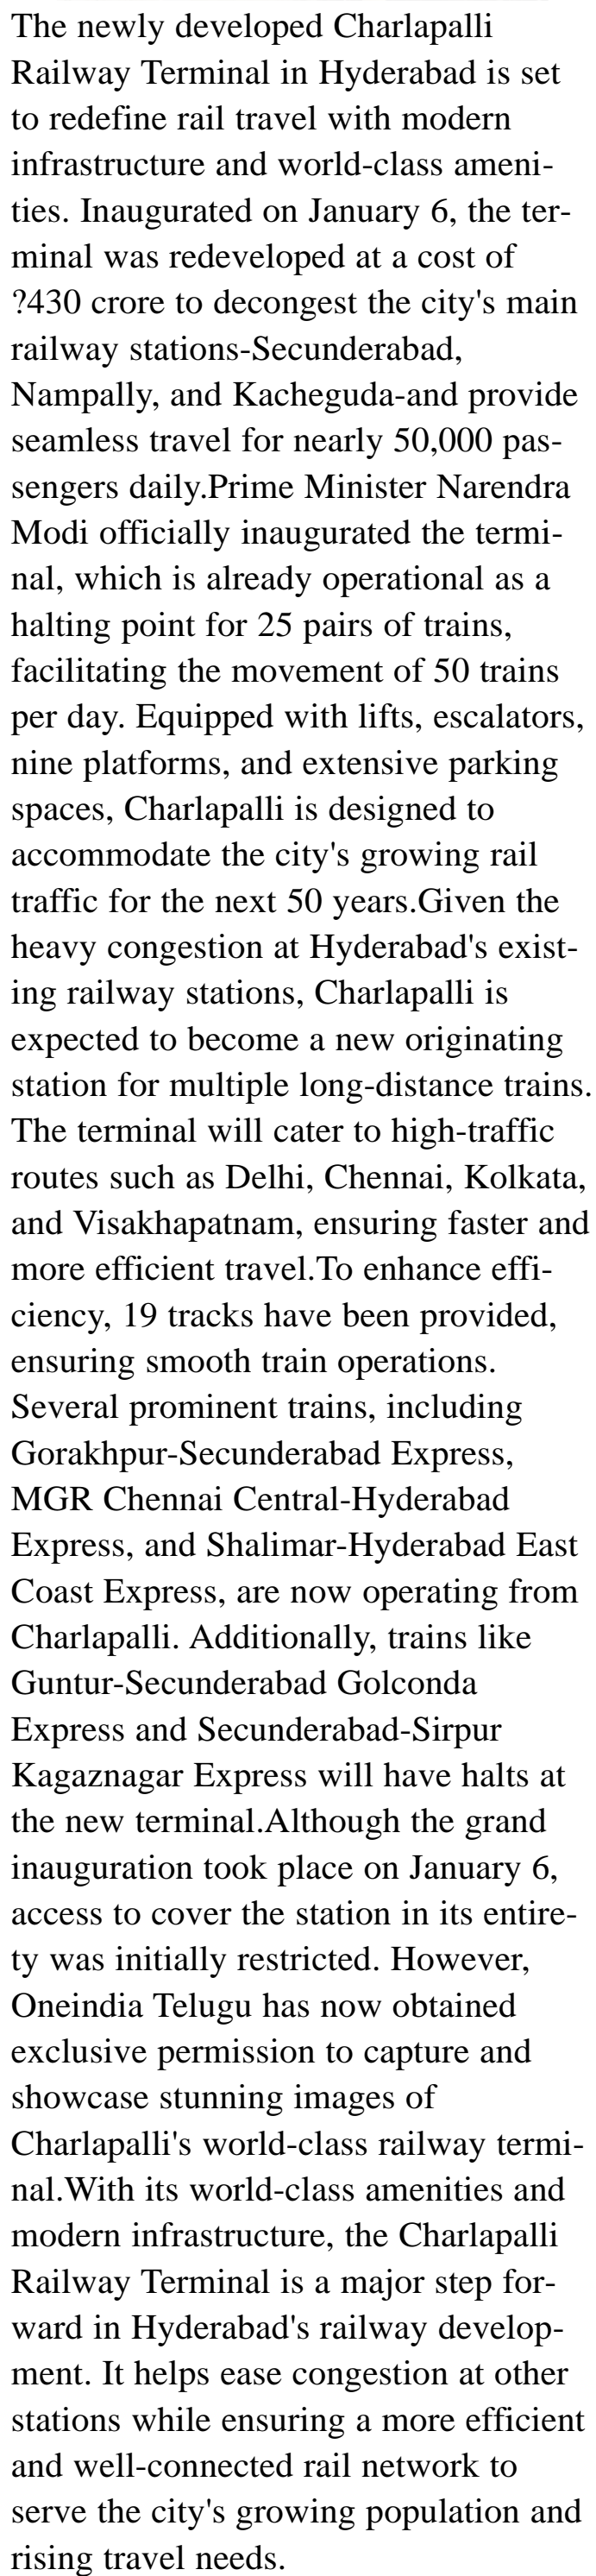 The newly developed Charlapalli
Railway Terminal in Hyderabad is set
to redefine rail travel with modern
infrastructure and world-class ameni-
ties. Inaugurated on January 6, the ter-
minal was redeveloped at a cost of
?430 crore to decongest the city's main
railway stations-Secunderabad,
Nampally, and Kacheguda-and provide
seamless travel for nearly 50,000 pas-
sengers daily.Prime Minister Narendra
Modi officially inaugurated the termi-
nal, which is already operational as a
halting point for 25 pairs of trains,
facilitating the movement of 50 trains
per day. Equipped with lifts, escalators,
nine platforms, and extensive parking
spaces, Charlapalli is designed to
accommodate the city's growing rail
traffic for the next 50 years.Given the
heavy congestion at Hyderabad's exist-
ing railway stations, Charlapalli is
expected to become a new originating
station for multiple long-distance trains.
The terminal will cater to high-traffic
routes such as Delhi, Chennai, Kolkata,
and Visakhapatnam, ensuring faster and
more efficient travel.To enhance effi-
ciency, 19 tracks have been provided,
ensuring smooth train operations.
Several prominent trains, including
Gorakhpur-Secunderabad Express,
MGR Chennai Central-Hyderabad
Express, and Shalimar-Hyderabad East
Coast Express, are now operating from
Charlapalli. Additionally, trains like
Guntur-Secunderabad Golconda
Express and Secunderabad-Sirpur
Kagaznagar Express will have halts at
the new terminal.Although the grand
inauguration took place on January 6,
access to cover the station in its entire-
ty was initially restricted. However,
Oneindia Telugu has now obtained
exclusive permission to capture and
showcase stunning images of
Charlapalli's world-class railway termi-
nal.With its world-class amenities and
modern infrastructure, the Charlapalli
Railway Terminal is a major step for-
ward in Hyderabad's railway develop-
ment. It helps ease congestion at other
stations while ensuring a more efficient
and well-connected rail network to
serve the city's growing population and
rising travel needs.